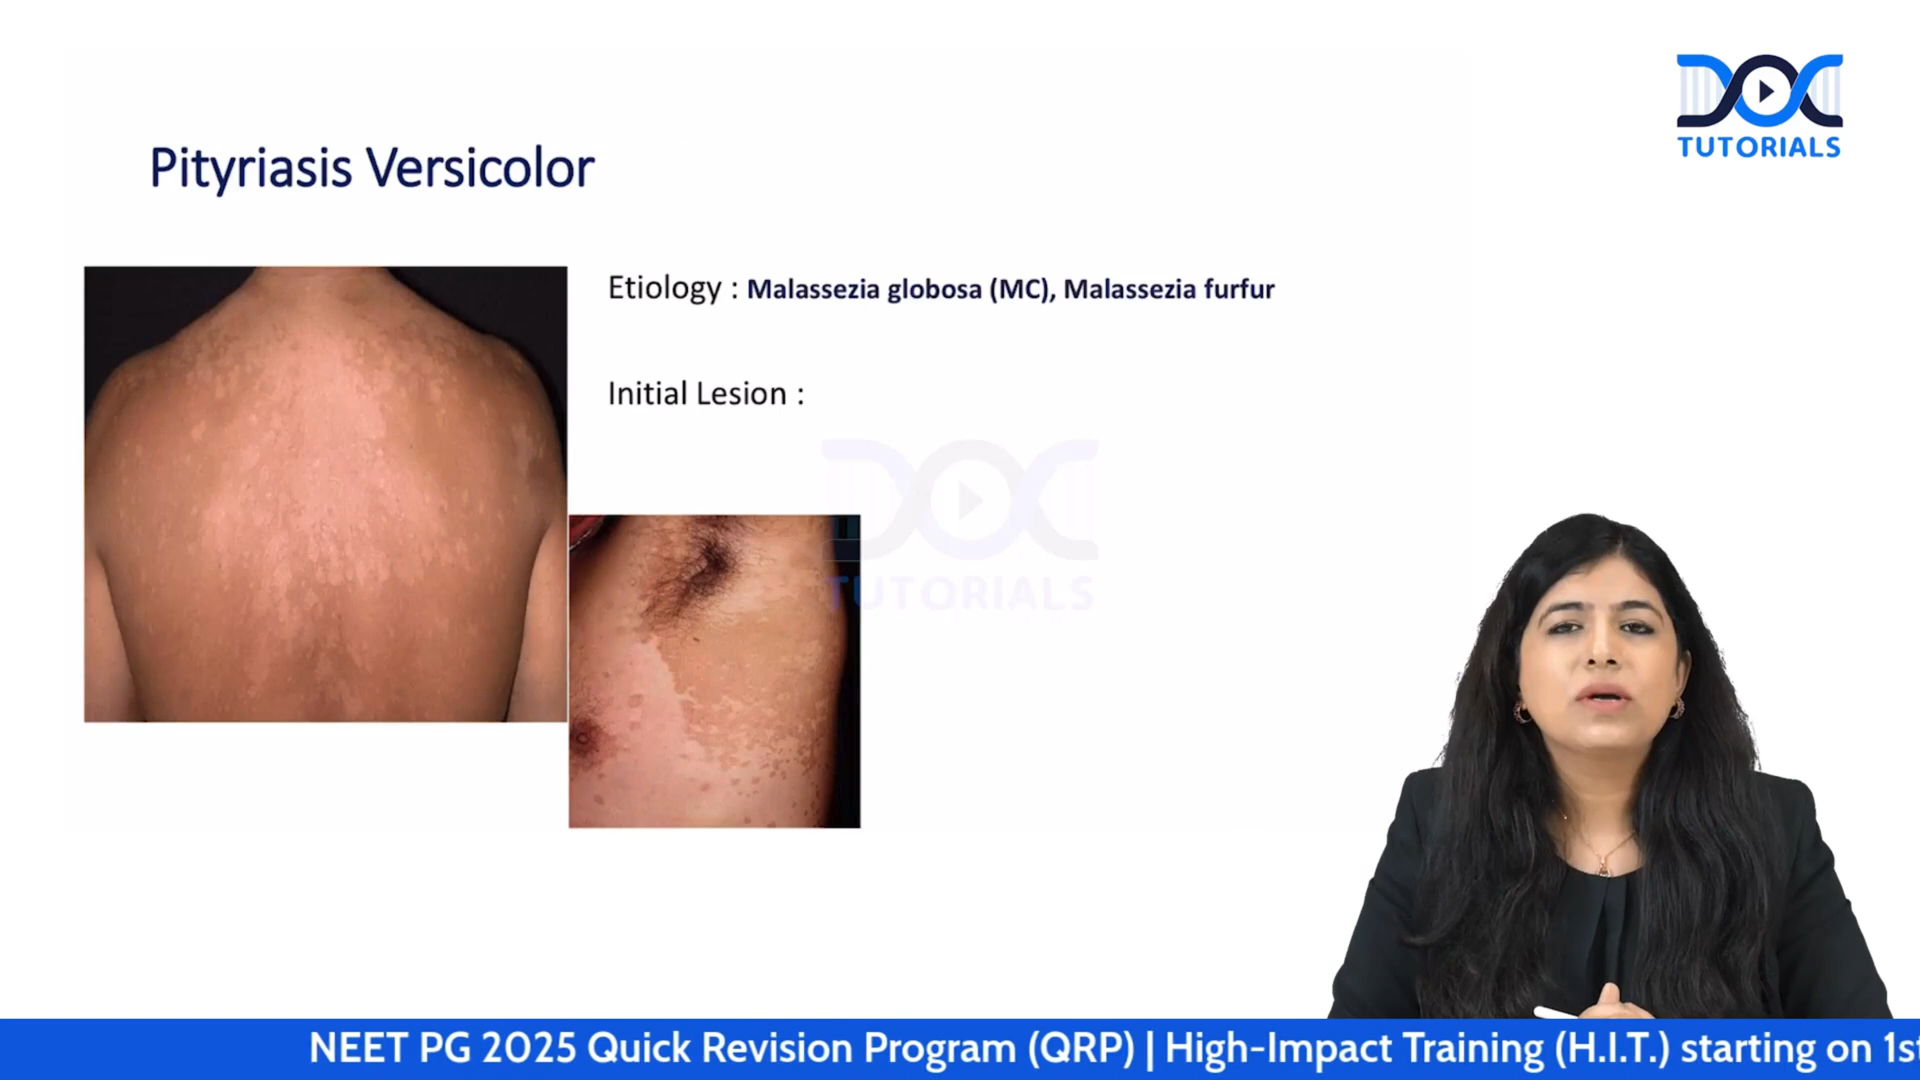 DOC
TUTORIALS
Pityriasis Versicolor
Etiology : Malassezia globosa (MC), Malassezia furfur
Initial Lesion :
DOC
TUTORIALS
NEET PG 2025 Quick Revision Program (QRP) | High-Impact Training (H.I.T.) starting on 1st